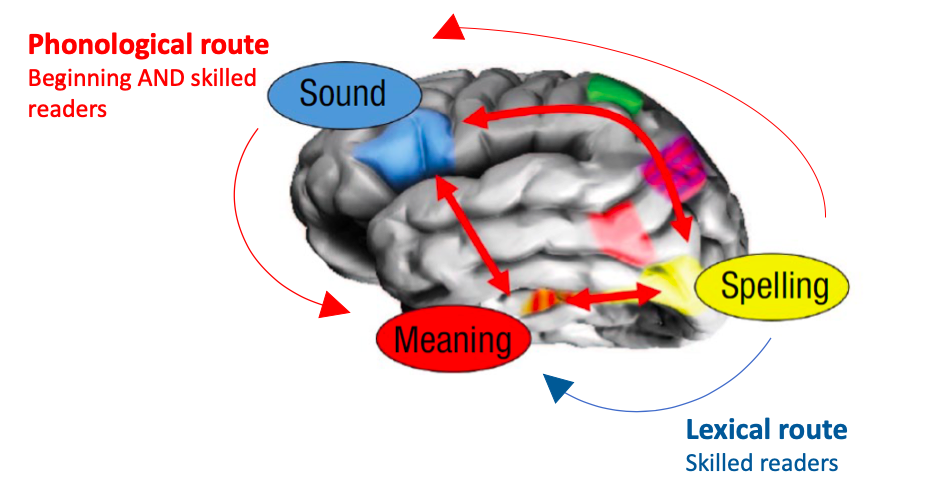 Phonological route
Beginning AND skilled
readers
Sound
Spelling
Meaning
Lexical route
Skilled readers